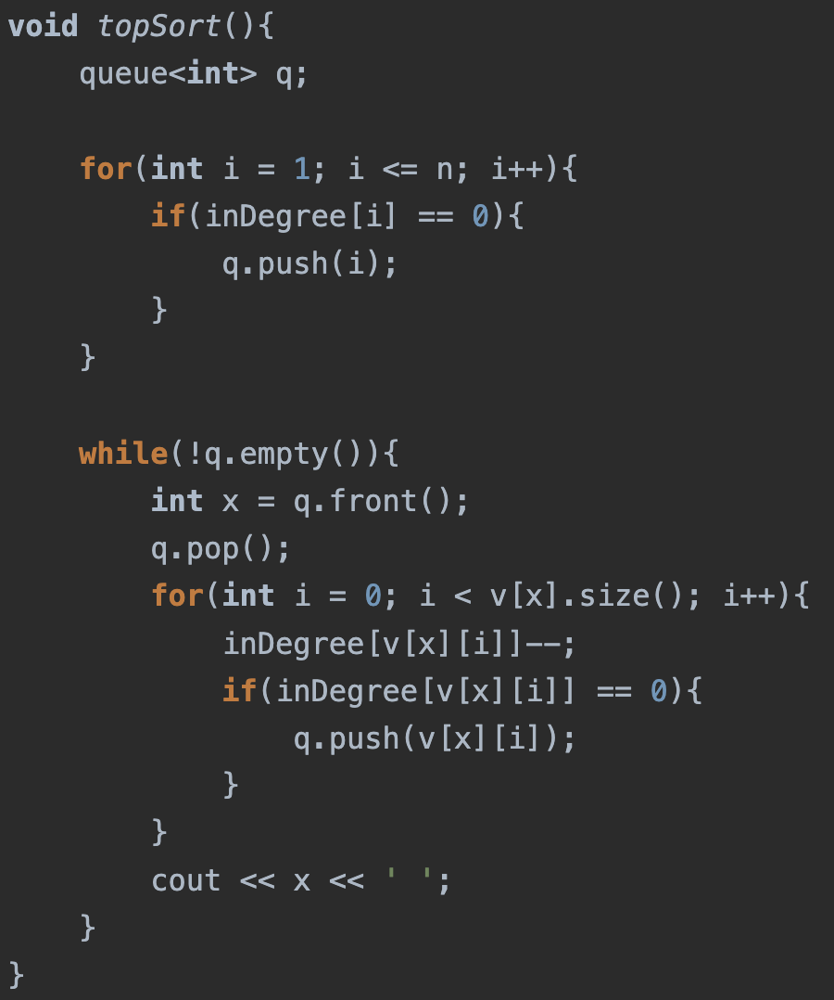 void topSort(){
    queue<int> q;

    for(int i = 1; i <= n; i++){
        if(inDegree[i] == 0){
            q.push(i);
        }
    }

    while(!q.empty()){
        int x = q.front();
        q.pop();
        for(int i = 0; i < v[x].size(); i++){
            inDegree[v[x][i]]--;
            if(inDegree[v[x][i]] == 0){
                q.push(v[x][i]);
            }
        }
        cout << x << ' ';
    }
}